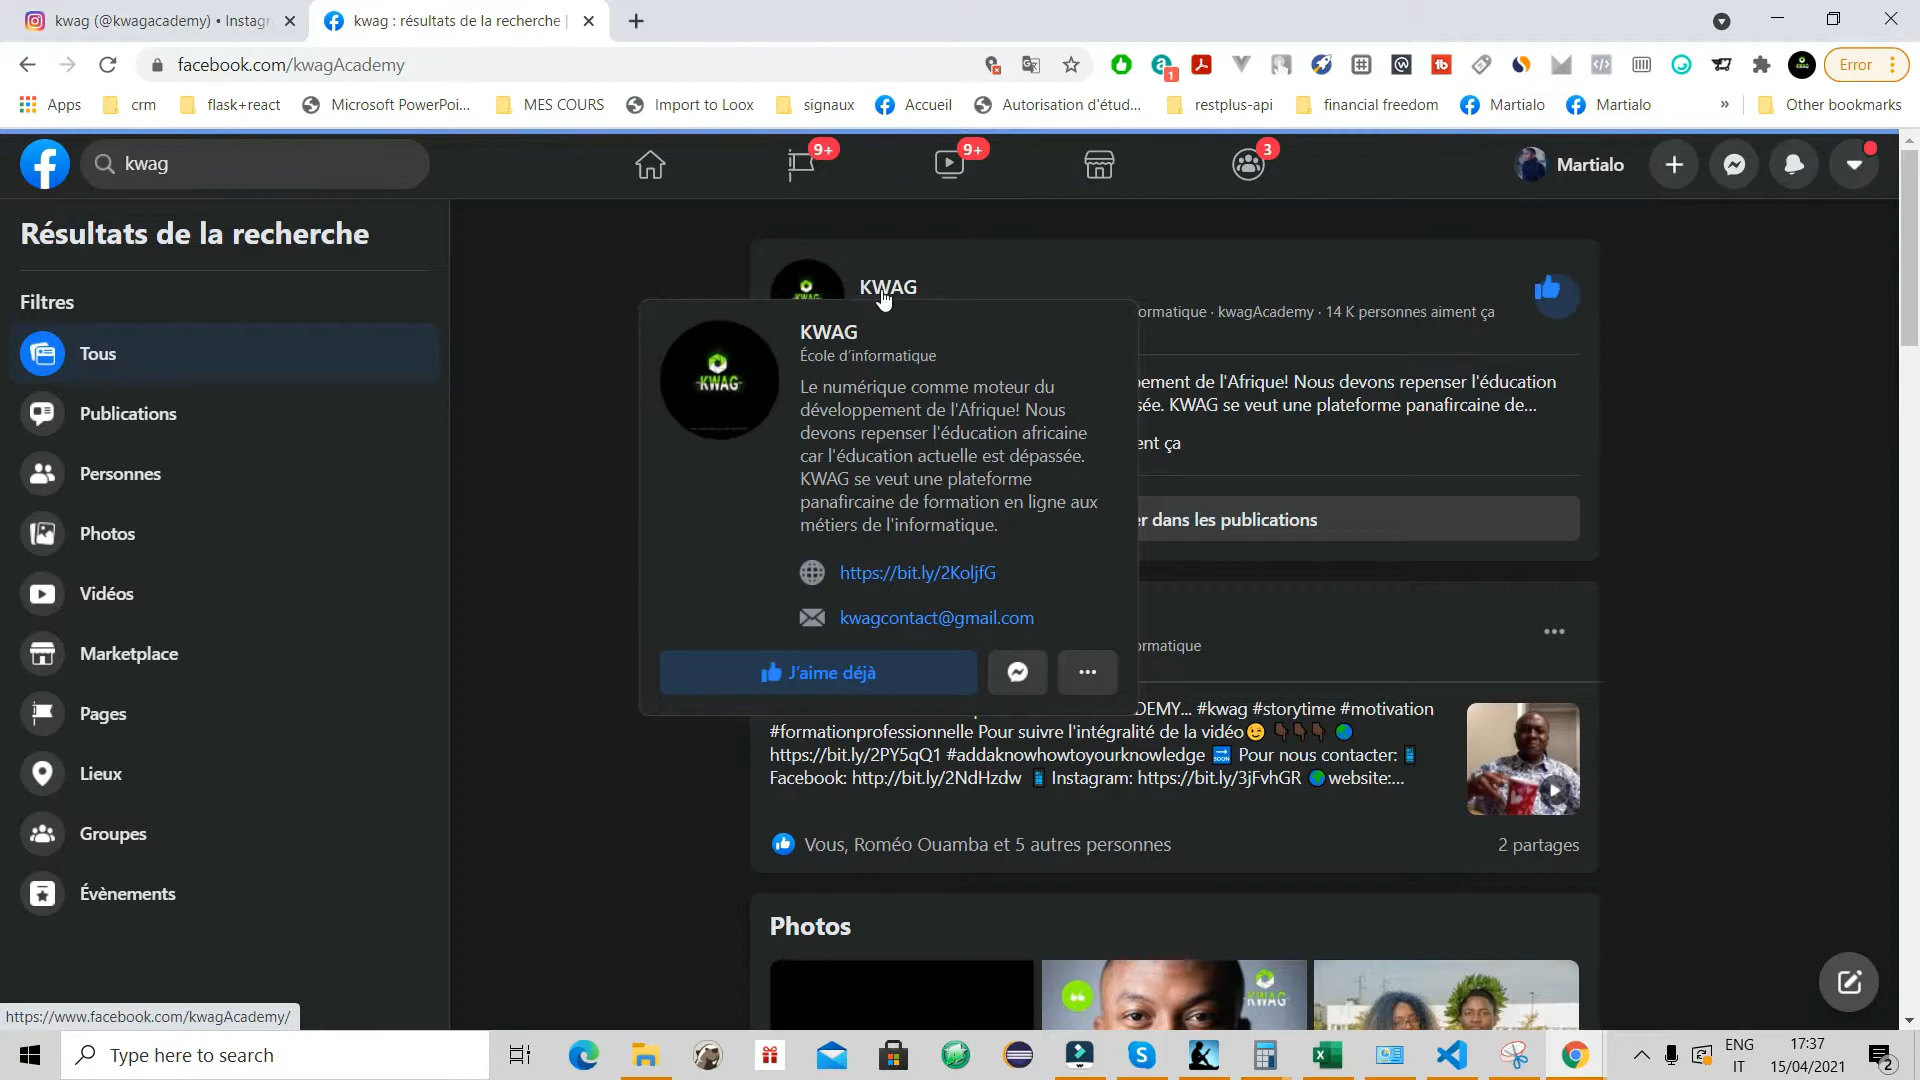 kwag (@kwagacademy) • Instagr
kwag : résultats de la recherche |
facebook.com/kwagAcademy
1
Error
Apps
crm
flask+react
Microsoft PowerPoi...
MES COURS
Import to Loox
signaux
Accueil
Autorisation d'étud...
restplus-api
financial freedom
Martialo
Martialo
»
Other bookmarks
kwag
9+
9+
3
Martialo
Résultats de la recherche
Filtres
Tous
Publications
Personnes
Photos
Vidéos
Marketplace
Pages
Lieux
Groupes
Évènements
KWAG
ormatique · kwagAcademy · 14 K personnes aiment ça
ement de l'Afrique! Nous devons repenser l'éducation
sée. KWAG se veut une plateforme panafircaine de...
ent ça
er dans les publications
KWAG
KWAG
École d'informatique
Le numérique comme moteur du
développement de l'Afrique! Nous
devons repenser l'éducation africaine
car l'éducation actuelle est dépassée.
KWAG se veut une plateforme
panafircaine de formation en ligne aux
métiers de l'informatique.
https://bit.ly/2KoljfG
kwagcontact@gmail.com
J'aime déjà
ormatique
DEMY... #kwag #storytime #motivation
#formationprofessionnelle Pour suivre l'intégralité de la vidéo😉 👇🏿👇🏿👇🏿 🌍
https://bit.ly/2PY5qQ1 #addaknowhowtoyourknowledge 🔜 Pour nous contacter: 📱
Facebook: http://bit.ly/2NdHzdw 📱 Instagram: https://bit.ly/3jFvhGR 🌍website:...
Vous, Roméo Ouamba et 5 autres personnes
2 partages
Photos
KWAG
https://www.facebook.com/kwagAcademy/
Type here to search
ENG
IT
17:37
15/04/2021
2